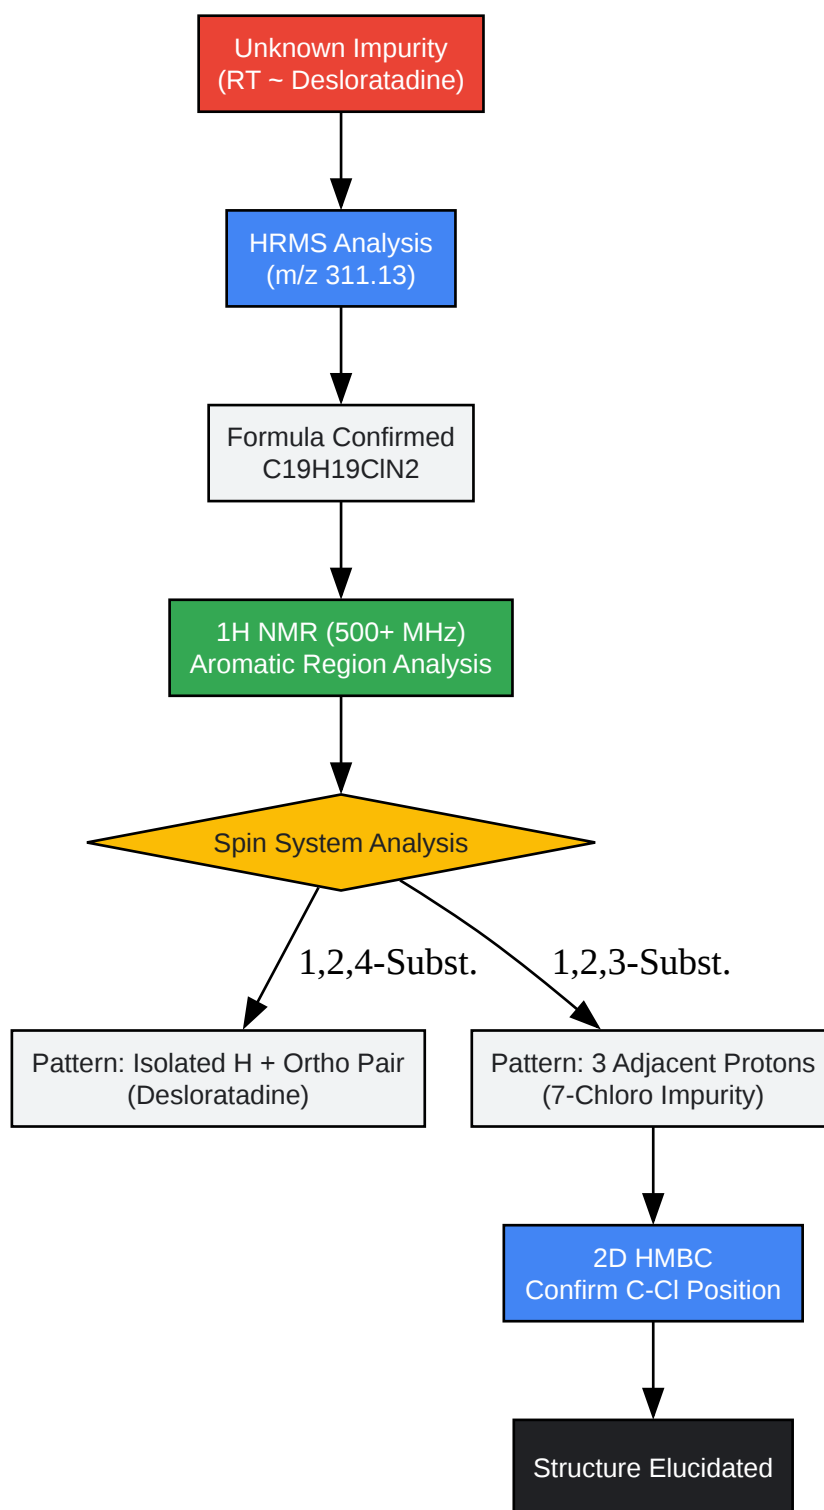 Unknown Impurity
(RT ~ Desloratadine)
HRMS Analysis
(m/z 311.13)
Formula Confirmed
C19H19ClN2
1H NMR (500+ MHz)
Aromatic Region Analysis
Spin System Analysis
1,2,4-Subst.
1,2,3-Subst.
Pattern: Isolated H + Ortho Pair
(Desloratadine)
Pattern: 3 Adjacent Protons
(7-Chloro Impurity)
2D HMBC
Confirm C-Cl Position
Structure Elucidated